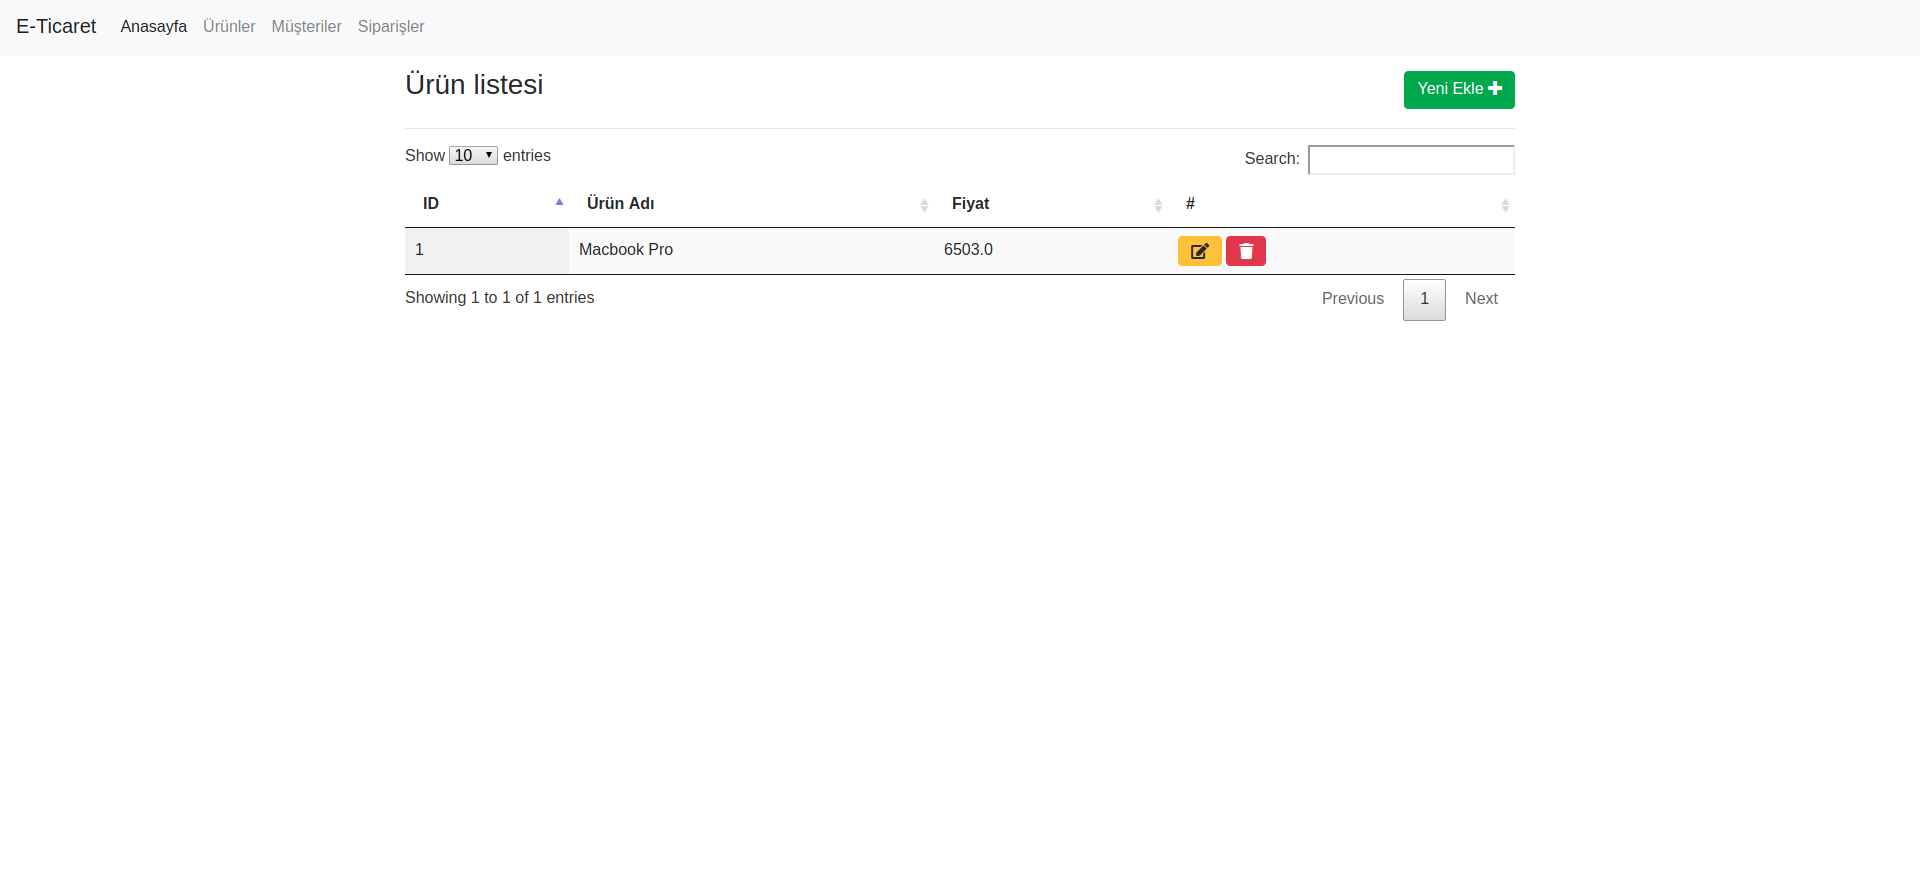 E-Ticaret Anasayfa Ürünler Müşteriler Siparişler
Ürün listesi Yeni Ekle
Show 10 entries Search:
ID Ürün Adı Fiyat #
1 Macbook Pro 6503.0
Showing 1 to 1 of 1 entries Previous 1 Next